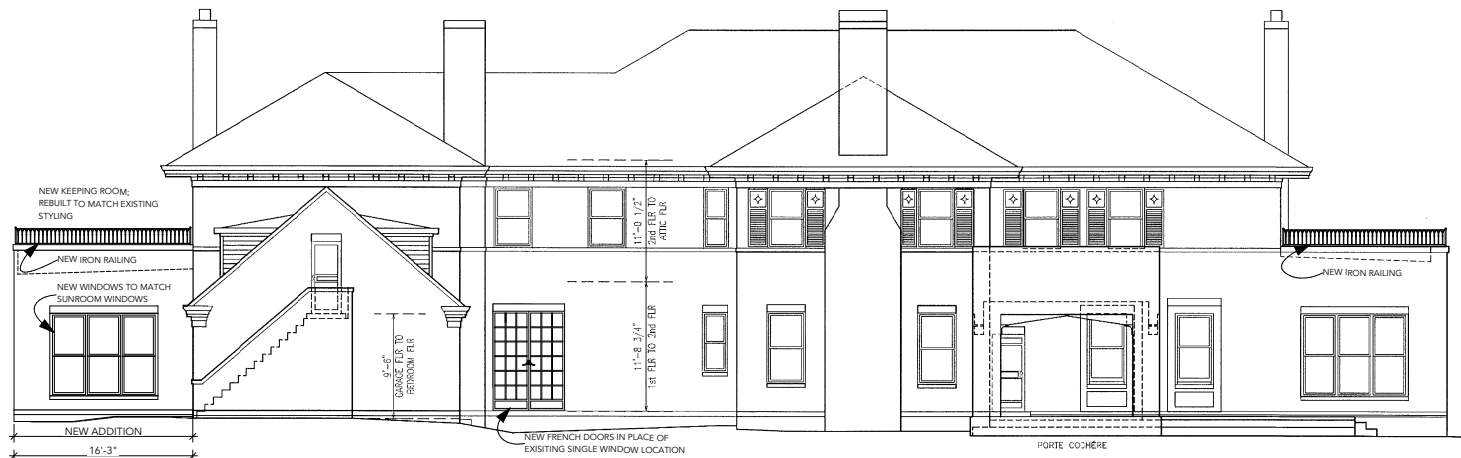 NEW KEEPING ROOM;
REBUILT TO MATCH EXISTING
STYLING
NEW IRON RAILING
NEW WINDOWS TO MATCH
SUNROOM WINDOWS
NEW ADDITION
16'-3"
9'-6"
GARAGE FLR TO
BEDROOM FLR
11'-0 1/2"
2nd FLR TO
ATTIC FLR
11'-8 3/4"
1st FLR TO 2nd FLR
NEW FRENCH DOORS IN PLACE OF
EXISITING SINGLE WINDOW LOCATION
NEW IRON RAILING
PORTE COCHÈRE